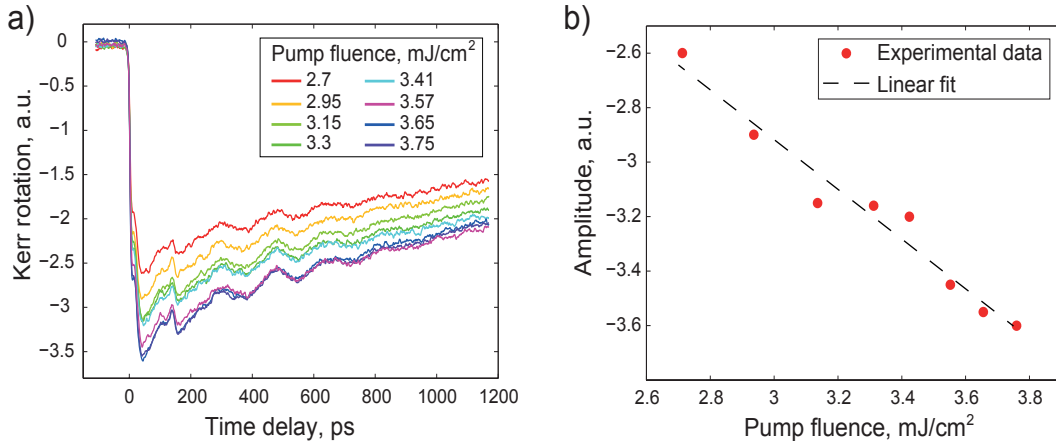 a)
Kerr rotation, a.u.
0
−0.5
−1
−1.5
−2
−2.5
−3
−3.5
Pump fluence, mJ/cm²
2.7 3.41
2.95 3.57
3.15 3.65
3.3 3.75
0 200 400 600 800 1000 1200
Time delay, ps
b)
Amplitude, a.u.
−2.6
−2.8
−3
−3.2
−3.4
−3.6
Experimental data
Linear fit
2.6 2.8 3 3.2 3.4 3.6 3.8
Pump fluence, mJ/cm²